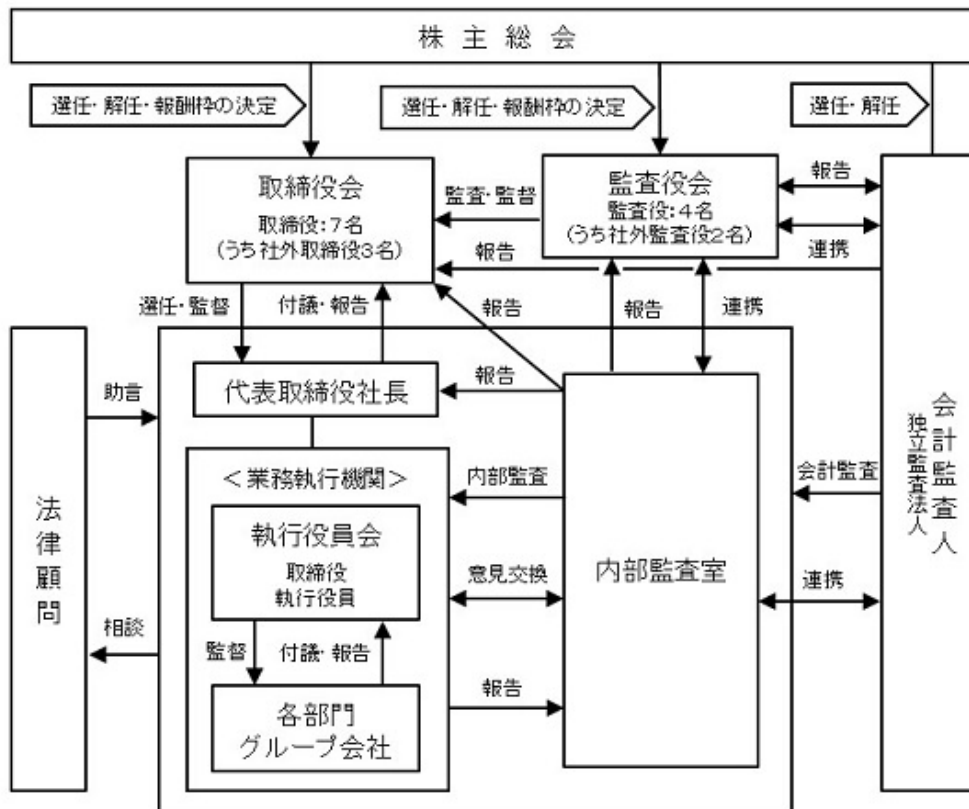 株主総会
選任・解任・報酬枠の決定
選任・解任・報酬枠の決定
選任・解任
取締役会
取締役:7名
(うち社外取締役3名)
監査・監督
監査役会
監査役:4名
(うち社外監査役2名)
報告
連携
報告
選任・監督
付議・報告
報告
報告
連携
代表取締役社長
報告
助言
法律顧問
相談
<業務執行機関>
執行役員会
取締役
執行役員
監督
付議・報告
各部門
グループ会社
内部監査
意見交換
報告
内部監査室
会計監査
連携
会計監査人
独立監査法人